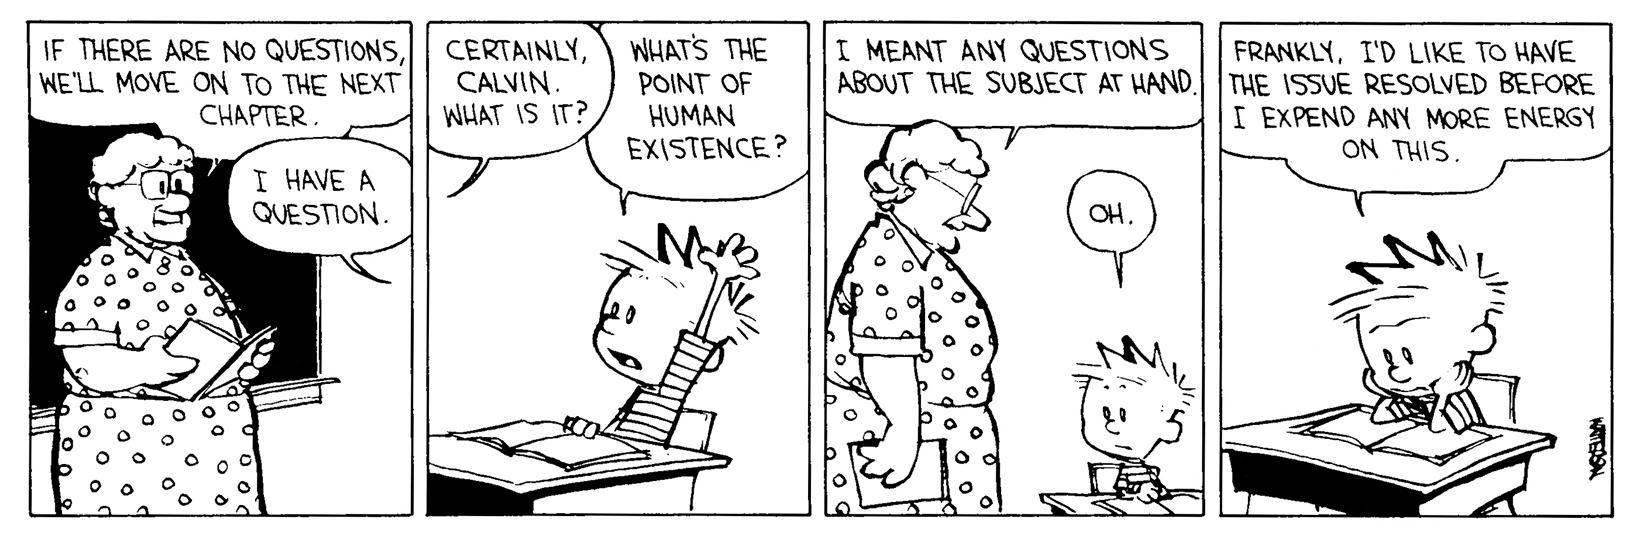 IF THERE ARE NO QUESTIONS,
WE'LL MOVE ON TO THE NEXT
CHAPTER.
I HAVE A
QUESTION.
CERTAINLY,
CALVIN.
WHAT IS IT?
WHAT'S THE
POINT OF
HUMAN
EXISTENCE?
I MEANT ANY QUESTIONS
ABOUT THE SUBJECT AT HAND.
OH.
FRANKLY, I'D LIKE TO HAVE
THE ISSUE RESOLVED BEFORE
I EXPEND ANY MORE ENERGY
ON THIS.
WATTERSON